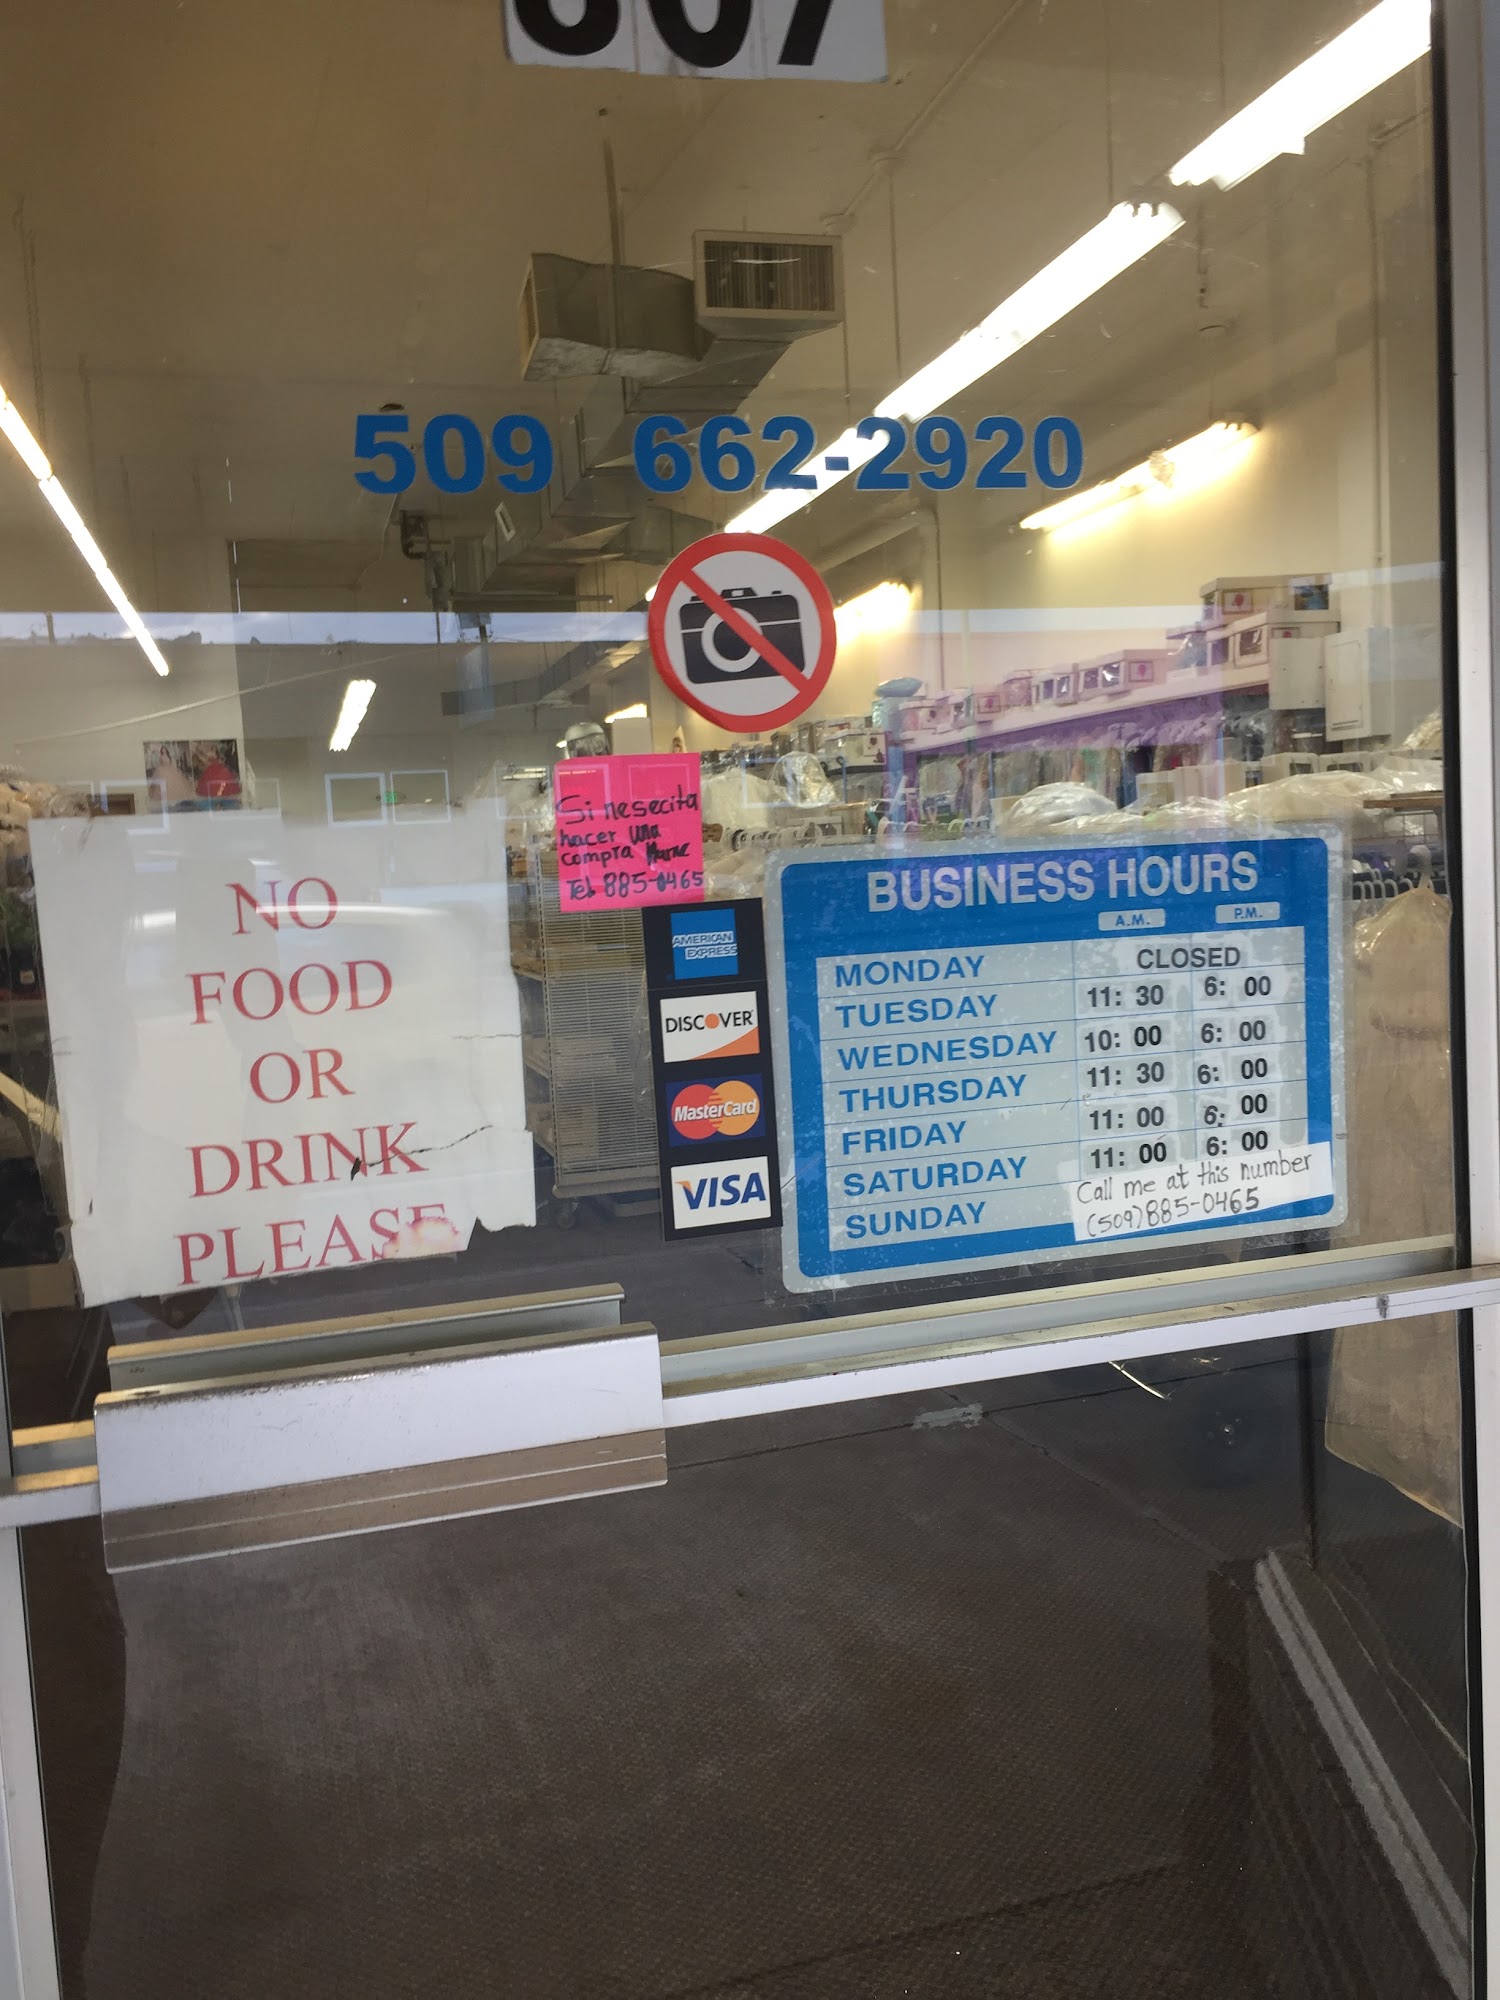 509 662-2920
Si nesecita
hacer una
compra
Tel. 885-0465
NO
FOOD
OR
DRINK
PLEASE
AMERICAN
EXPRESS
DISCOVER
MasterCard
VISA
BUSINESS HOURS
A.M. P.M.
MONDAY CLOSED
TUESDAY 11: 30 6: 00
WEDNESDAY 10: 00 6: 00
THURSDAY 11: 30 6: 00
FRIDAY 11: 00 6: 00
SATURDAY 11: 00 6: 00
SUNDAY
Call me at this number
(509)885-0465